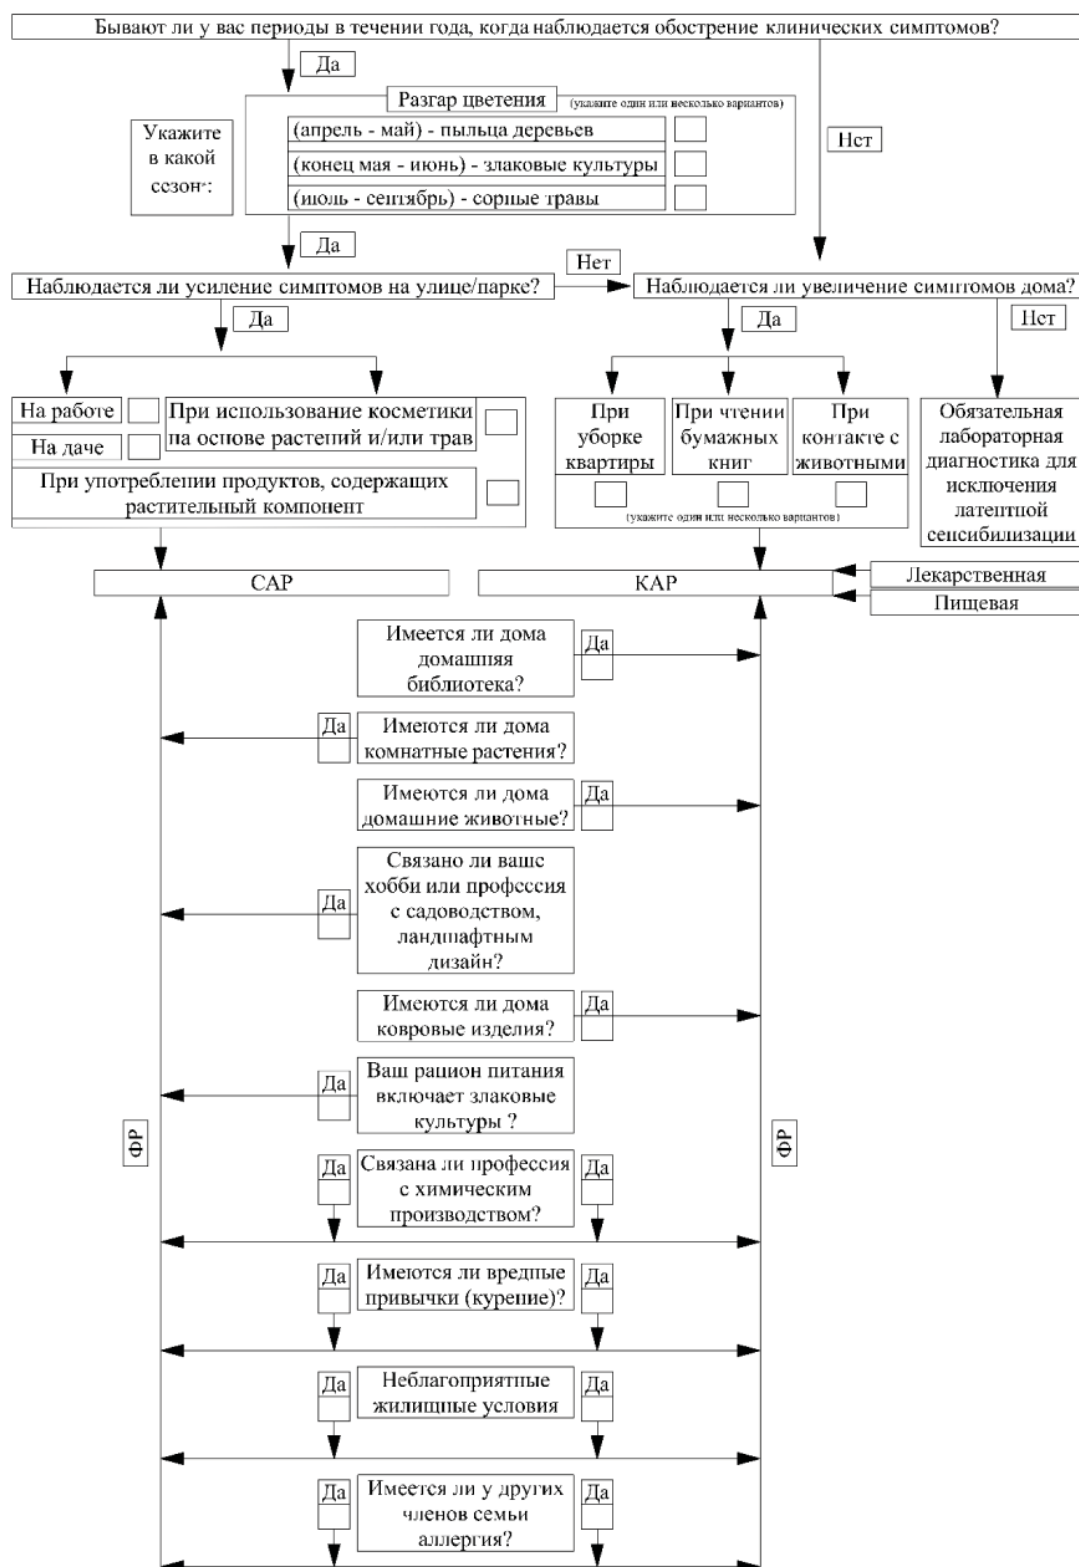 Бывают ли у вас периоды в течении года, когда наблюдается обострение клинических симптомов?
Да
Разгар цветения
(укажите один или несколько вариантов)
Укажите
в какой
сезон*:
(апрель - май) - пыльца деревьев
(конец мая - июнь) - злаковые культуры
(июль - сентябрь) - сорные травы
Нет
Да
Нет
Наблюдается ли усиление симптомов на улице/парке?
Наблюдается ли увеличение симптомов дома?
Да
Да
Нет
На работе
На даче
При использование косметики
на основе растений и/или трав
При употреблении продуктов, содержащих
растительный компонент
При
уборке
квартиры
При чтении
бумажных
книг
При
контакте с
животными
(укажите один или несколько вариантов)
Обязательная
лабораторная
диагностика для
исключения
латентной
сенсибилизации
САР
КАР
Лекарственная
Пищевая
Имеется ли дома
домашняя
библиотека?
Да
Да
Имеются ли дома
комнатные растения?
Имеются ли дома
домашние животные?
Да
Да
Связано ли ваше
хобби или профессия
с садоводством,
ландшафтным
дизайн?
Имеются ли дома
ковровые изделия?
Да
Да
Ваш рацион питания
включает злаковые
культуры ?
ФР
ФР
Да
Связана ли профессия
с химическим
производством?
Да
Да
Имеются ли вредные
привычки (курение)?
Да
Да
Неблагоприятные
жилищные условия
Да
Да
Имеется ли у других
членов семьи
аллергия?
Да